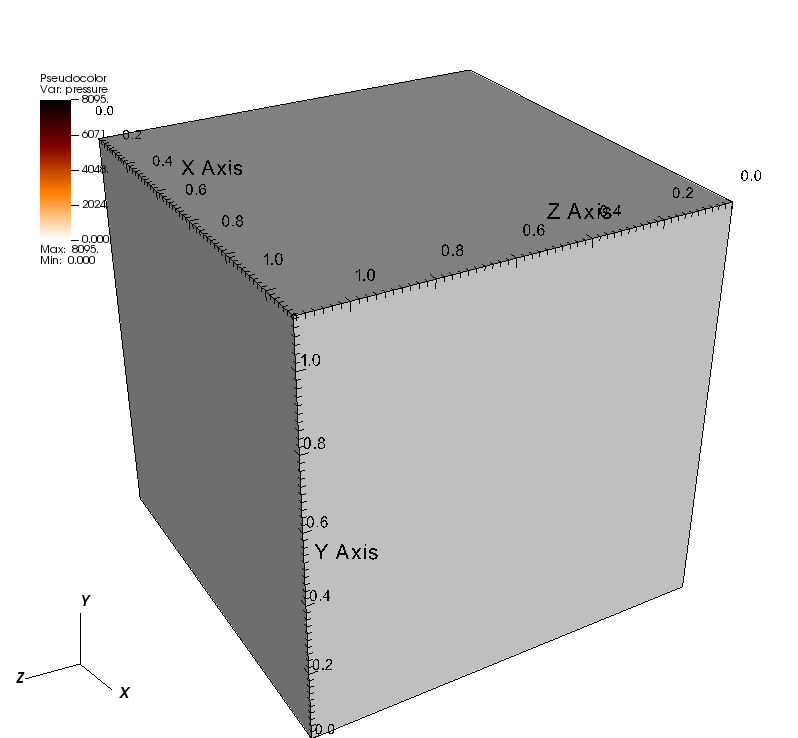 Pseudocolor
Var: pressure
8095.
6071.
4048.
2024.
0.000
Max: 8095.
Min: 0.000
0.0
0.2
0.4
0.6
0.8
1.0
X Axis
0.0
0.2
0.4
0.6
0.8
1.0
Z Axis
1.0
0.8
0.6
0.4
0.2
0.0
Y Axis
Y
Z
X